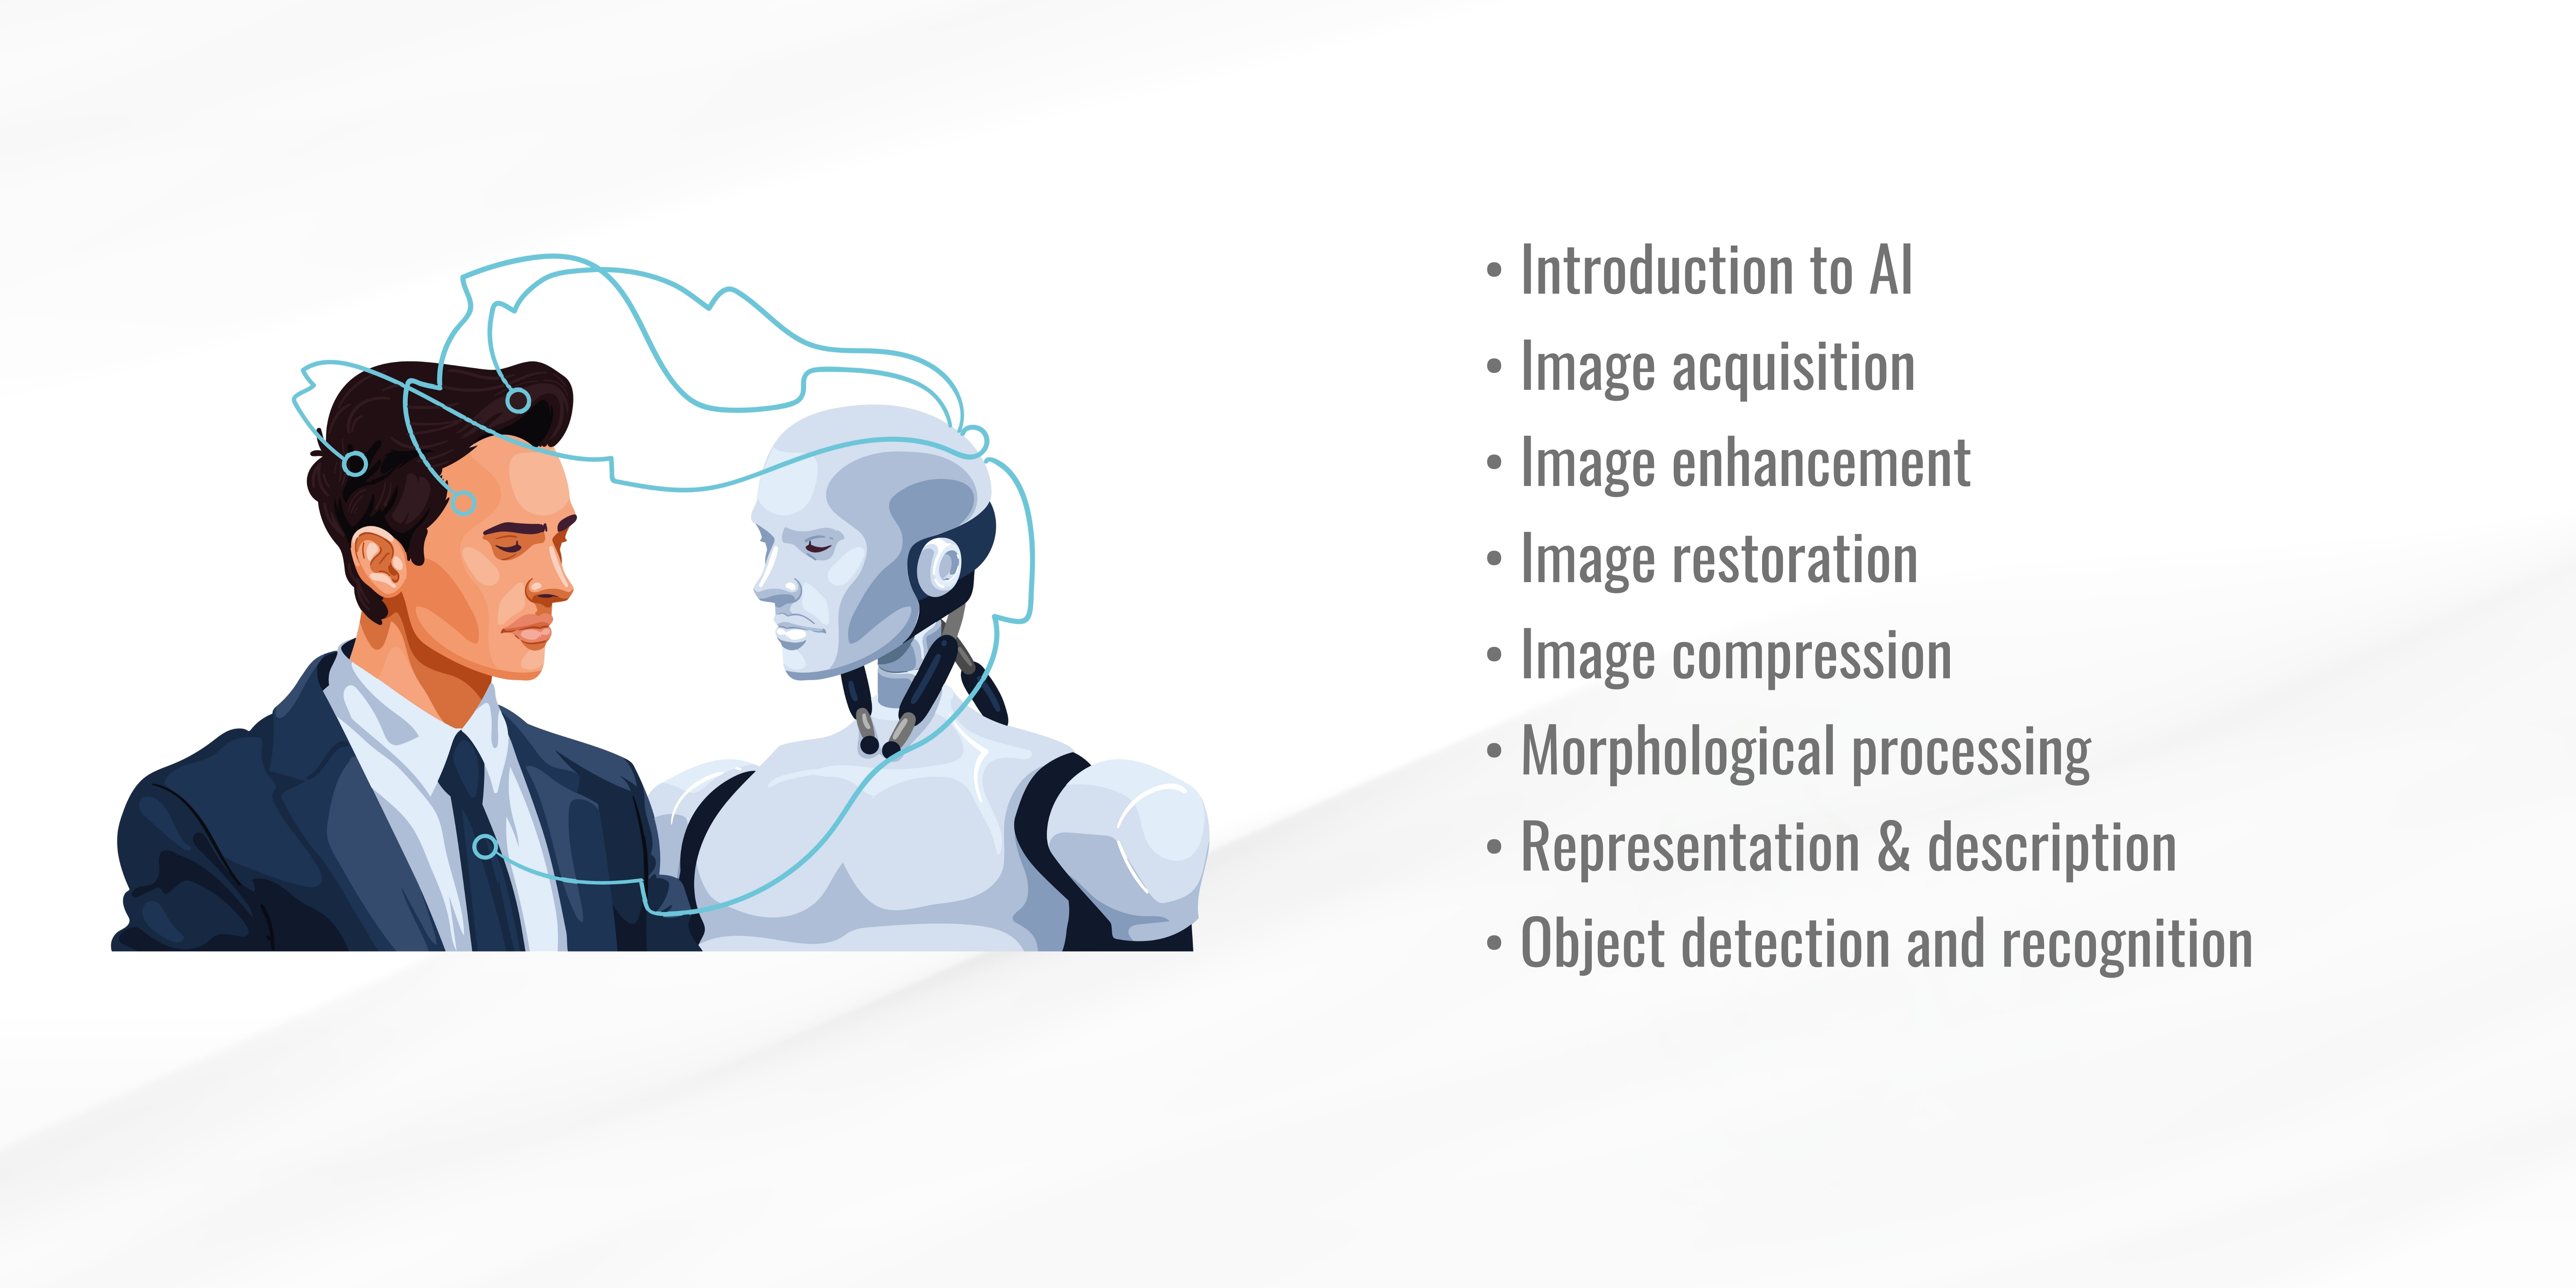 • Introduction to AI
• Image acquisition
• Image enhancement
• Image restoration
• Image compression
• Morphological processing
• Representation & description
• Object detection and recognition